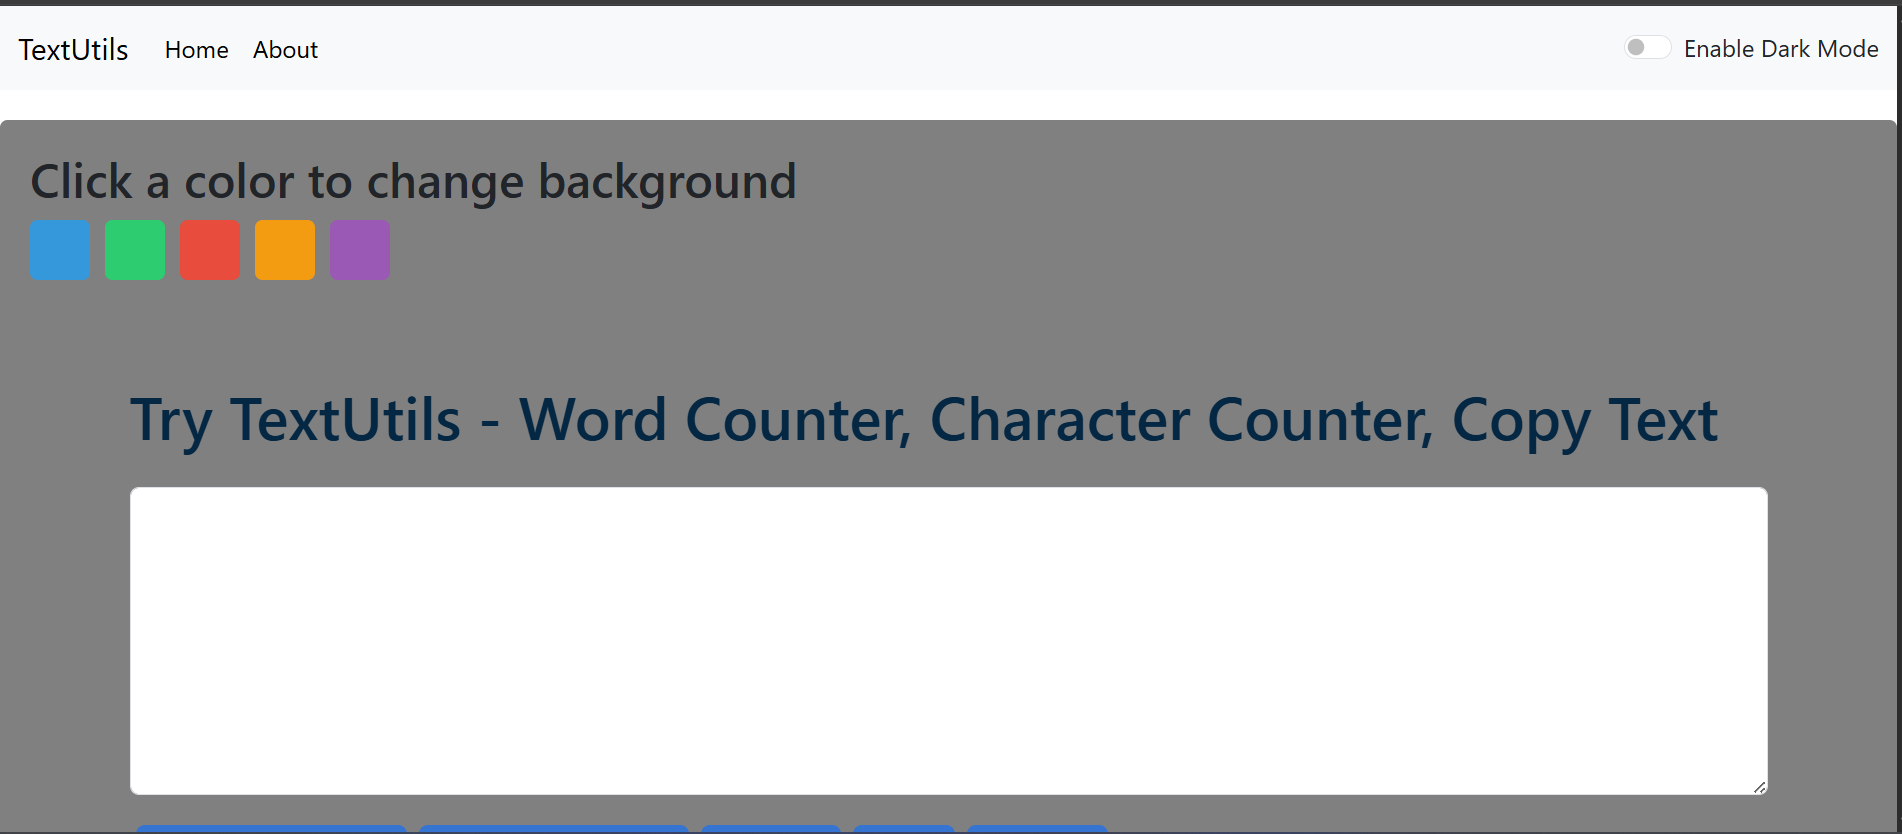 TextUtils Home About Enable Dark Mode
Click a color to change background
Try TextUtils - Word Counter, Character Counter, Copy Text